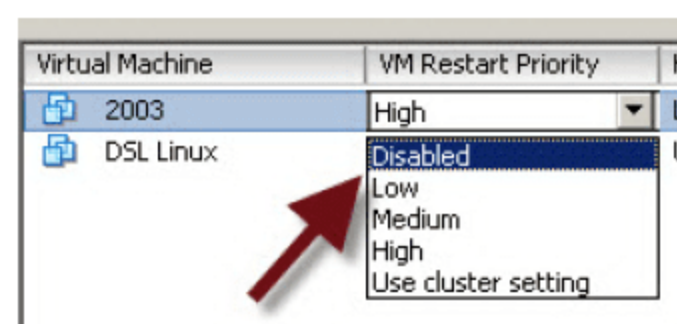 Virtual Machine VM Restart Priority
2003 High
DSL Linux Disabled
Low
Medium
High
Use cluster setting